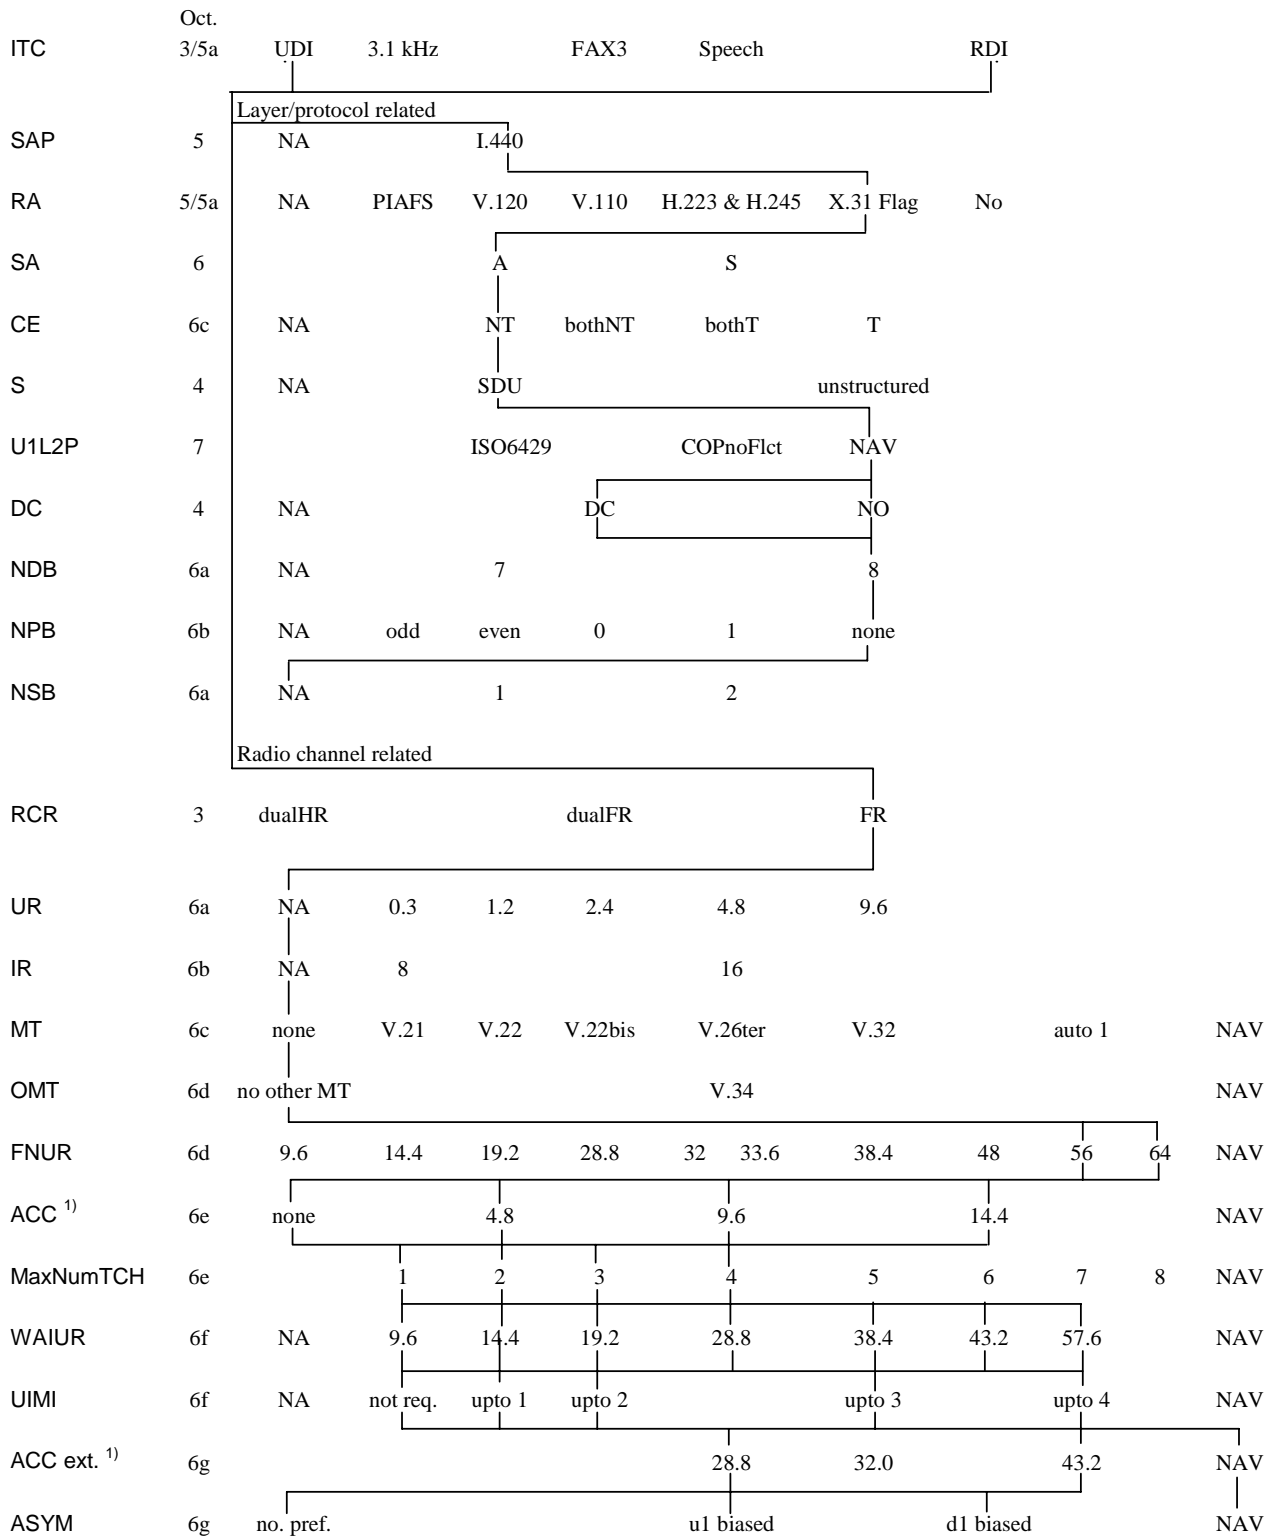 Oct.
ITC 3/5a UDI 3.1 kHz FAX3 Speech RDI
Layer/protocol related
SAP 5 NA I.440
RA 5/5a NA PIAFS V.120 V.110 H.223 & H.245 X.31 Flag No
SA 6 A S
CE 6c NA NT bothNT bothT T
S 4 NA SDU unstructured
U1L2P 7 ISO6429 COPnoFlct NAV
DC 4 NA DC NO
NDB 6a NA 7 8
NPB 6b NA odd even 0 1 none
NSB 6a NA 1 2
Radio channel related
RCR 3 dualHR dualFR FR
UR 6a NA 0.3 1.2 2.4 4.8 9.6
IR 6b NA 8 16
MT 6c none V.21 V.22 V.22bis V.26ter V.32 auto 1 NAV
OMT 6d no other MT V.34 NAV
FNUR 6d 9.6 14.4 19.2 28.8 32 33.6 38.4 48 56 64 NAV
ACC 1) 6e none 4.8 9.6 14.4 NAV
MaxNumTCH 6e 1 2 3 4 5 6 7 8 NAV
WAIUR 6f NA 9.6 14.4 19.2 28.8 38.4 43.2 57.6 NAV
UIMI 6f NA not req. upto 1 upto 2 upto 3 upto 4 NAV
ACC ext. 1) 6g 28.8 32.0 43.2 NAV
ASYM 6g no. pref. u1 biased d1 biased NAV